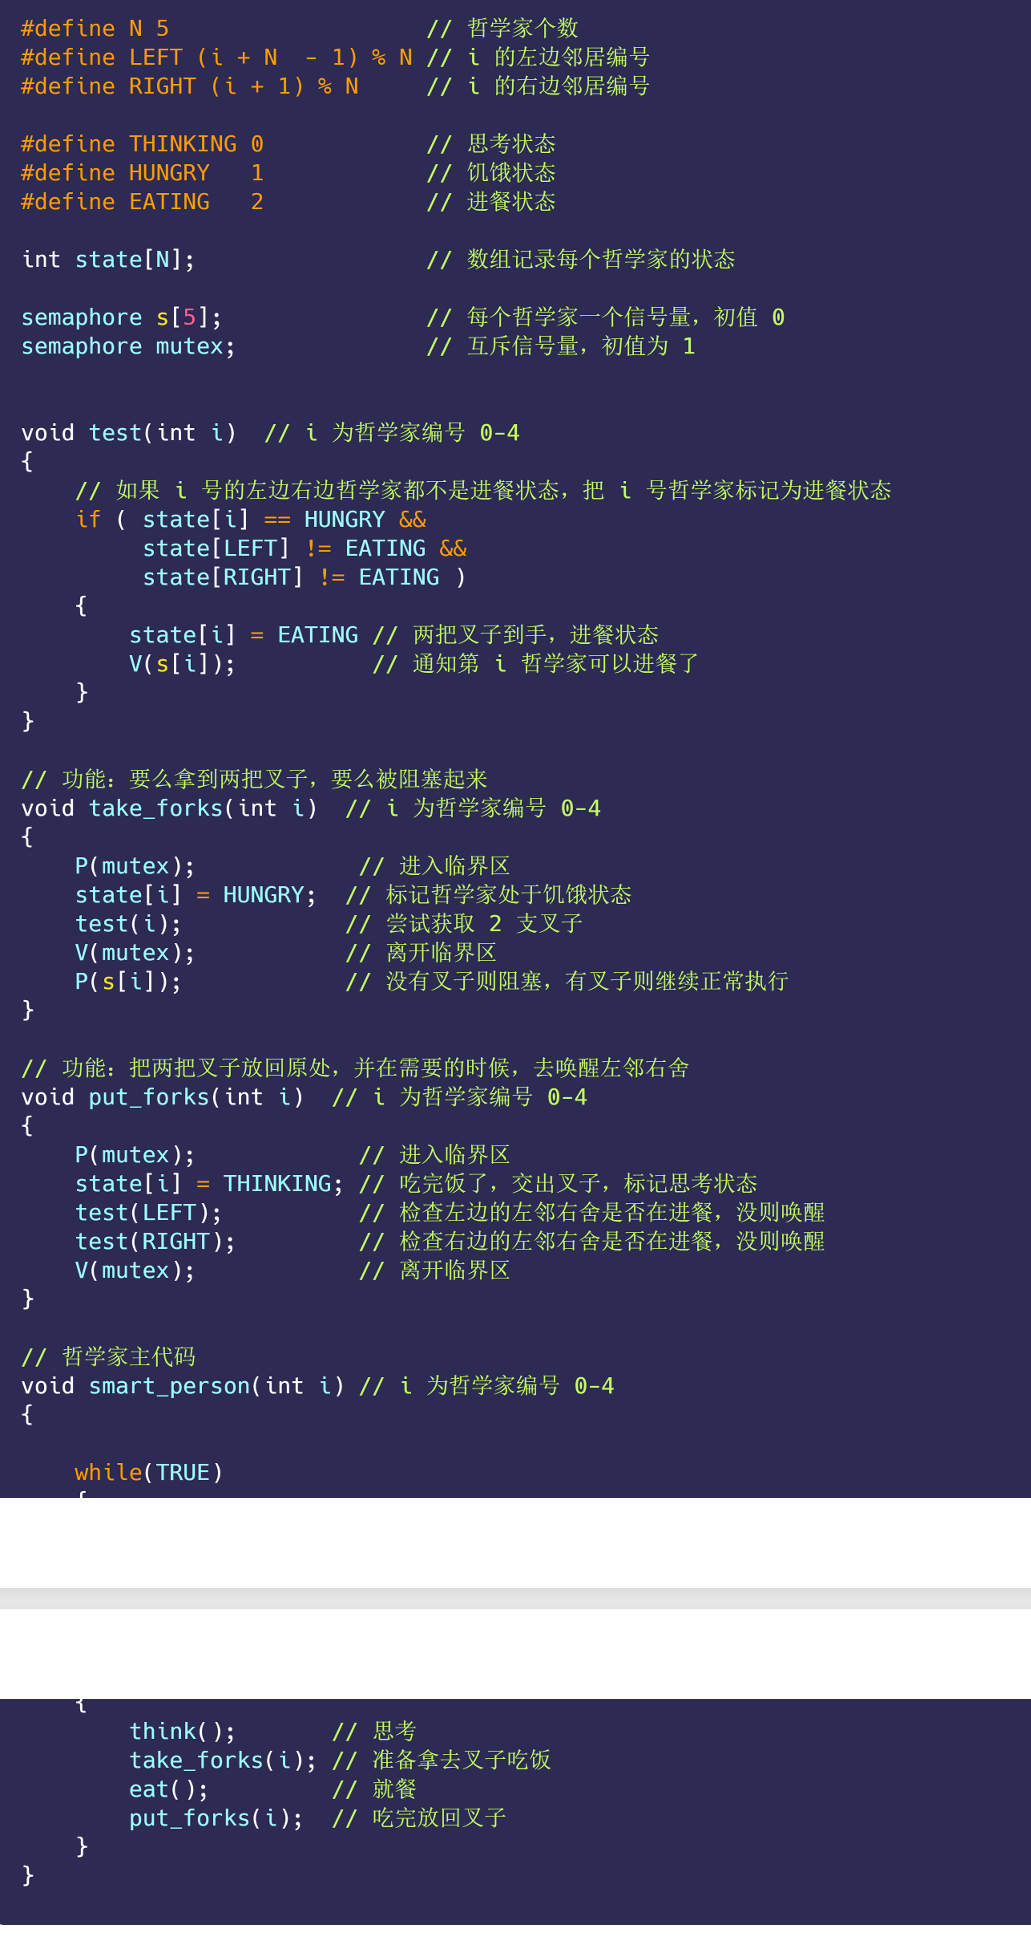 #define N 5                   // 哲学家个数
#define LEFT (i + N  - 1) % N // i 的左边邻居编号
#define RIGHT (i + 1) % N     // i 的右边邻居编号
#define THINKING 0            // 思考状态
#define HUNGRY   1            // 饥饿状态
#define EATING   2            // 进餐状态
int state[N];                 // 数组记录每个哲学家的状态
semaphore s[5];               // 每个哲学家一个信号量，初值 0
semaphore mutex;              // 互斥信号量，初值为 1
void test(int i)  // i 为哲学家编号 0-4
{
    // 如果 i 号的左边右边哲学家都不是进餐状态，把 i 号哲学家标记为进餐状态
    if ( state[i] == HUNGRY &&
         state[LEFT] != EATING &&
         state[RIGHT] != EATING )
    {
        state[i] = EATING // 两把叉子到手，进餐状态
        V(s[i]);          // 通知第 i 哲学家可以进餐了
    }
}
// 功能：要么拿到两把叉子，要么被阻塞起来
void take_forks(int i)  // i 为哲学家编号 0-4
{
    P(mutex);            // 进入临界区
    state[i] = HUNGRY;  // 标记哲学家处于饥饿状态
    test(i);            // 尝试获取 2 支叉子
    V(mutex);           // 离开临界区
    P(s[i]);            // 没有叉子则阻塞，有叉子则继续正常执行
}
// 功能：把两把叉子放回原处，并在需要的时候，去唤醒左邻右舍
void put_forks(int i)  // i 为哲学家编号 0-4
{
    P(mutex);            // 进入临界区
    state[i] = THINKING; // 吃完饭了，交出叉子，标记思考状态
    test(LEFT);          // 检查左边的左邻右舍是否在进餐，没则唤醒
    test(RIGHT);         // 检查右边的左邻右舍是否在进餐，没则唤醒
    V(mutex);            // 离开临界区
}
// 哲学家主代码
void smart_person(int i) // i 为哲学家编号 0-4
{
    while(TRUE)
    {
        think();       // 思考
        take_forks(i); // 准备拿去叉子吃饭
        eat();         // 就餐
        put_forks(i);  // 吃完放回叉子
    }
}